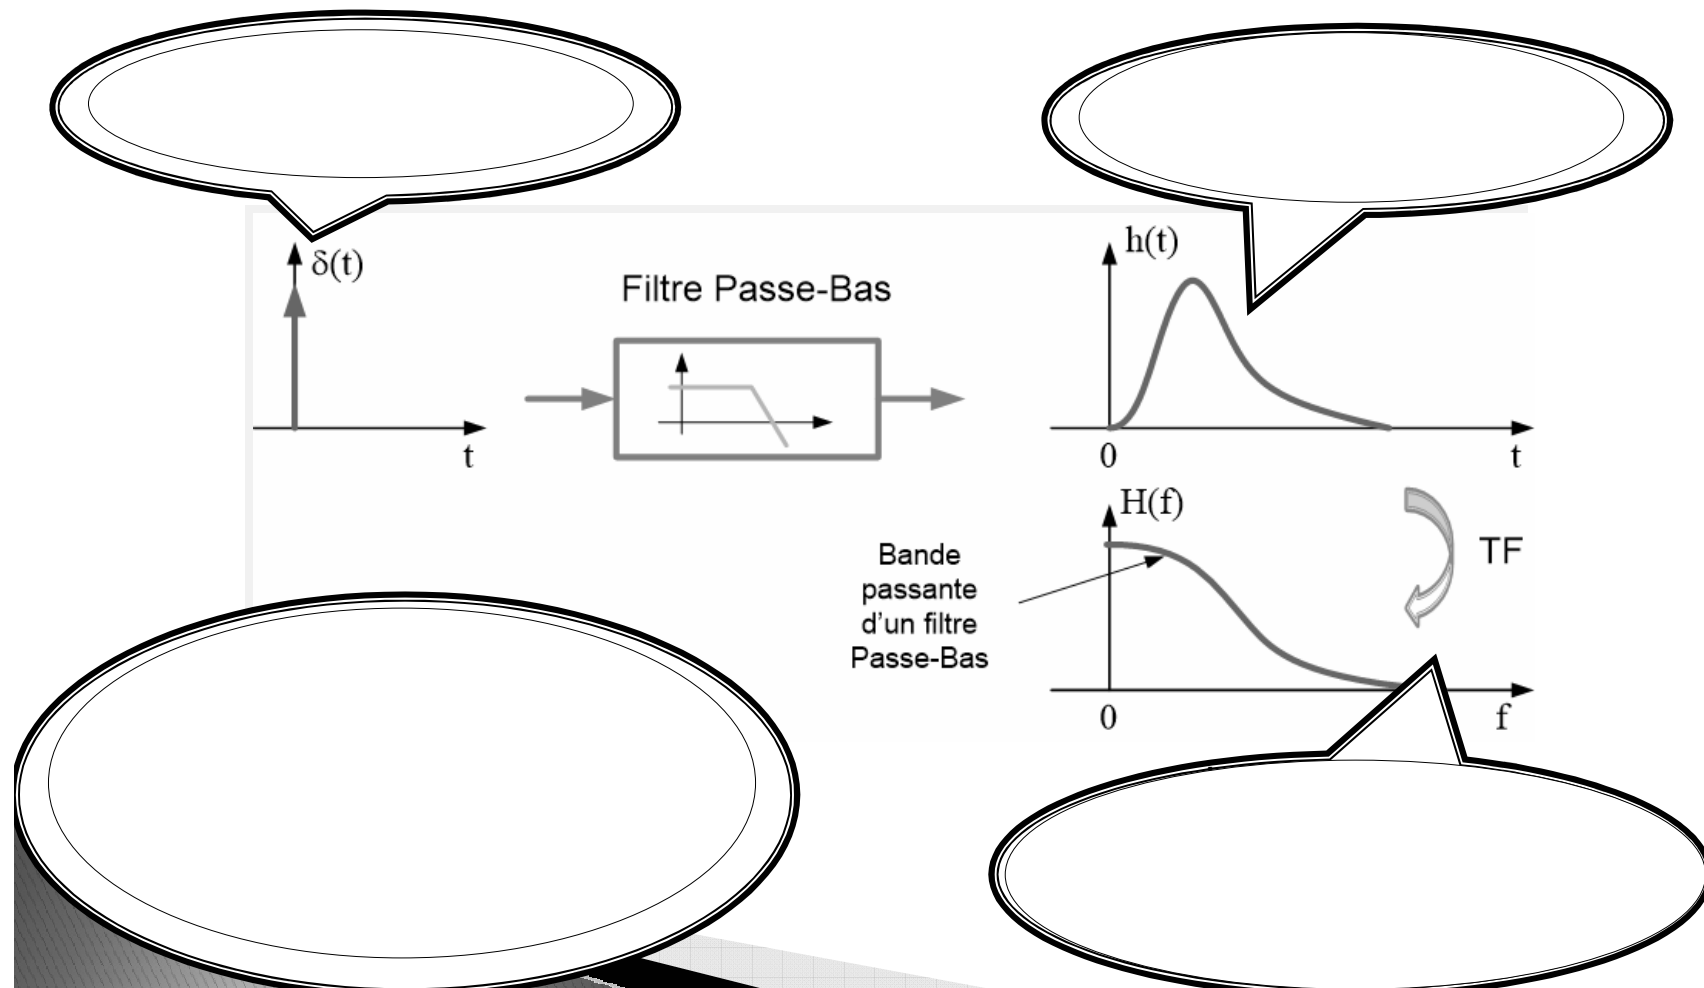 δ(t)
t
Filtre Passe-Bas
h(t)
0
t
H(f)
TF
Bande
passante
d'un filtre
Passe-Bas
0
f